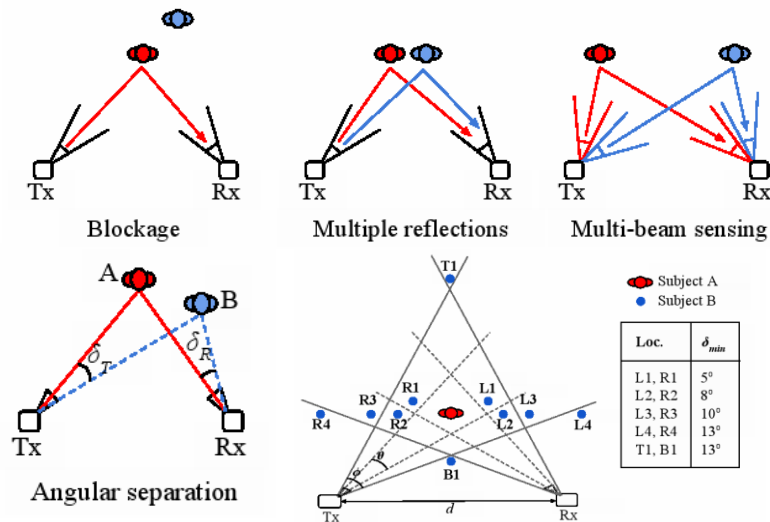 Tx Rx
Blockage
Tx Rx
Multiple reflections
Tx Rx
Multi-beam sensing
A
B
δT δR
Tx Rx
Angular separation
T1
R1 L1
R3 L3
R4 R2 L2 L4
B1
θ
ϕ
d
Tx Rx
Subject A
Subject B
Loc. δmin
L1, R1 5°
L2, R2 8°
L3, R3 10°
L4, R4 13°
T1, B1 13°